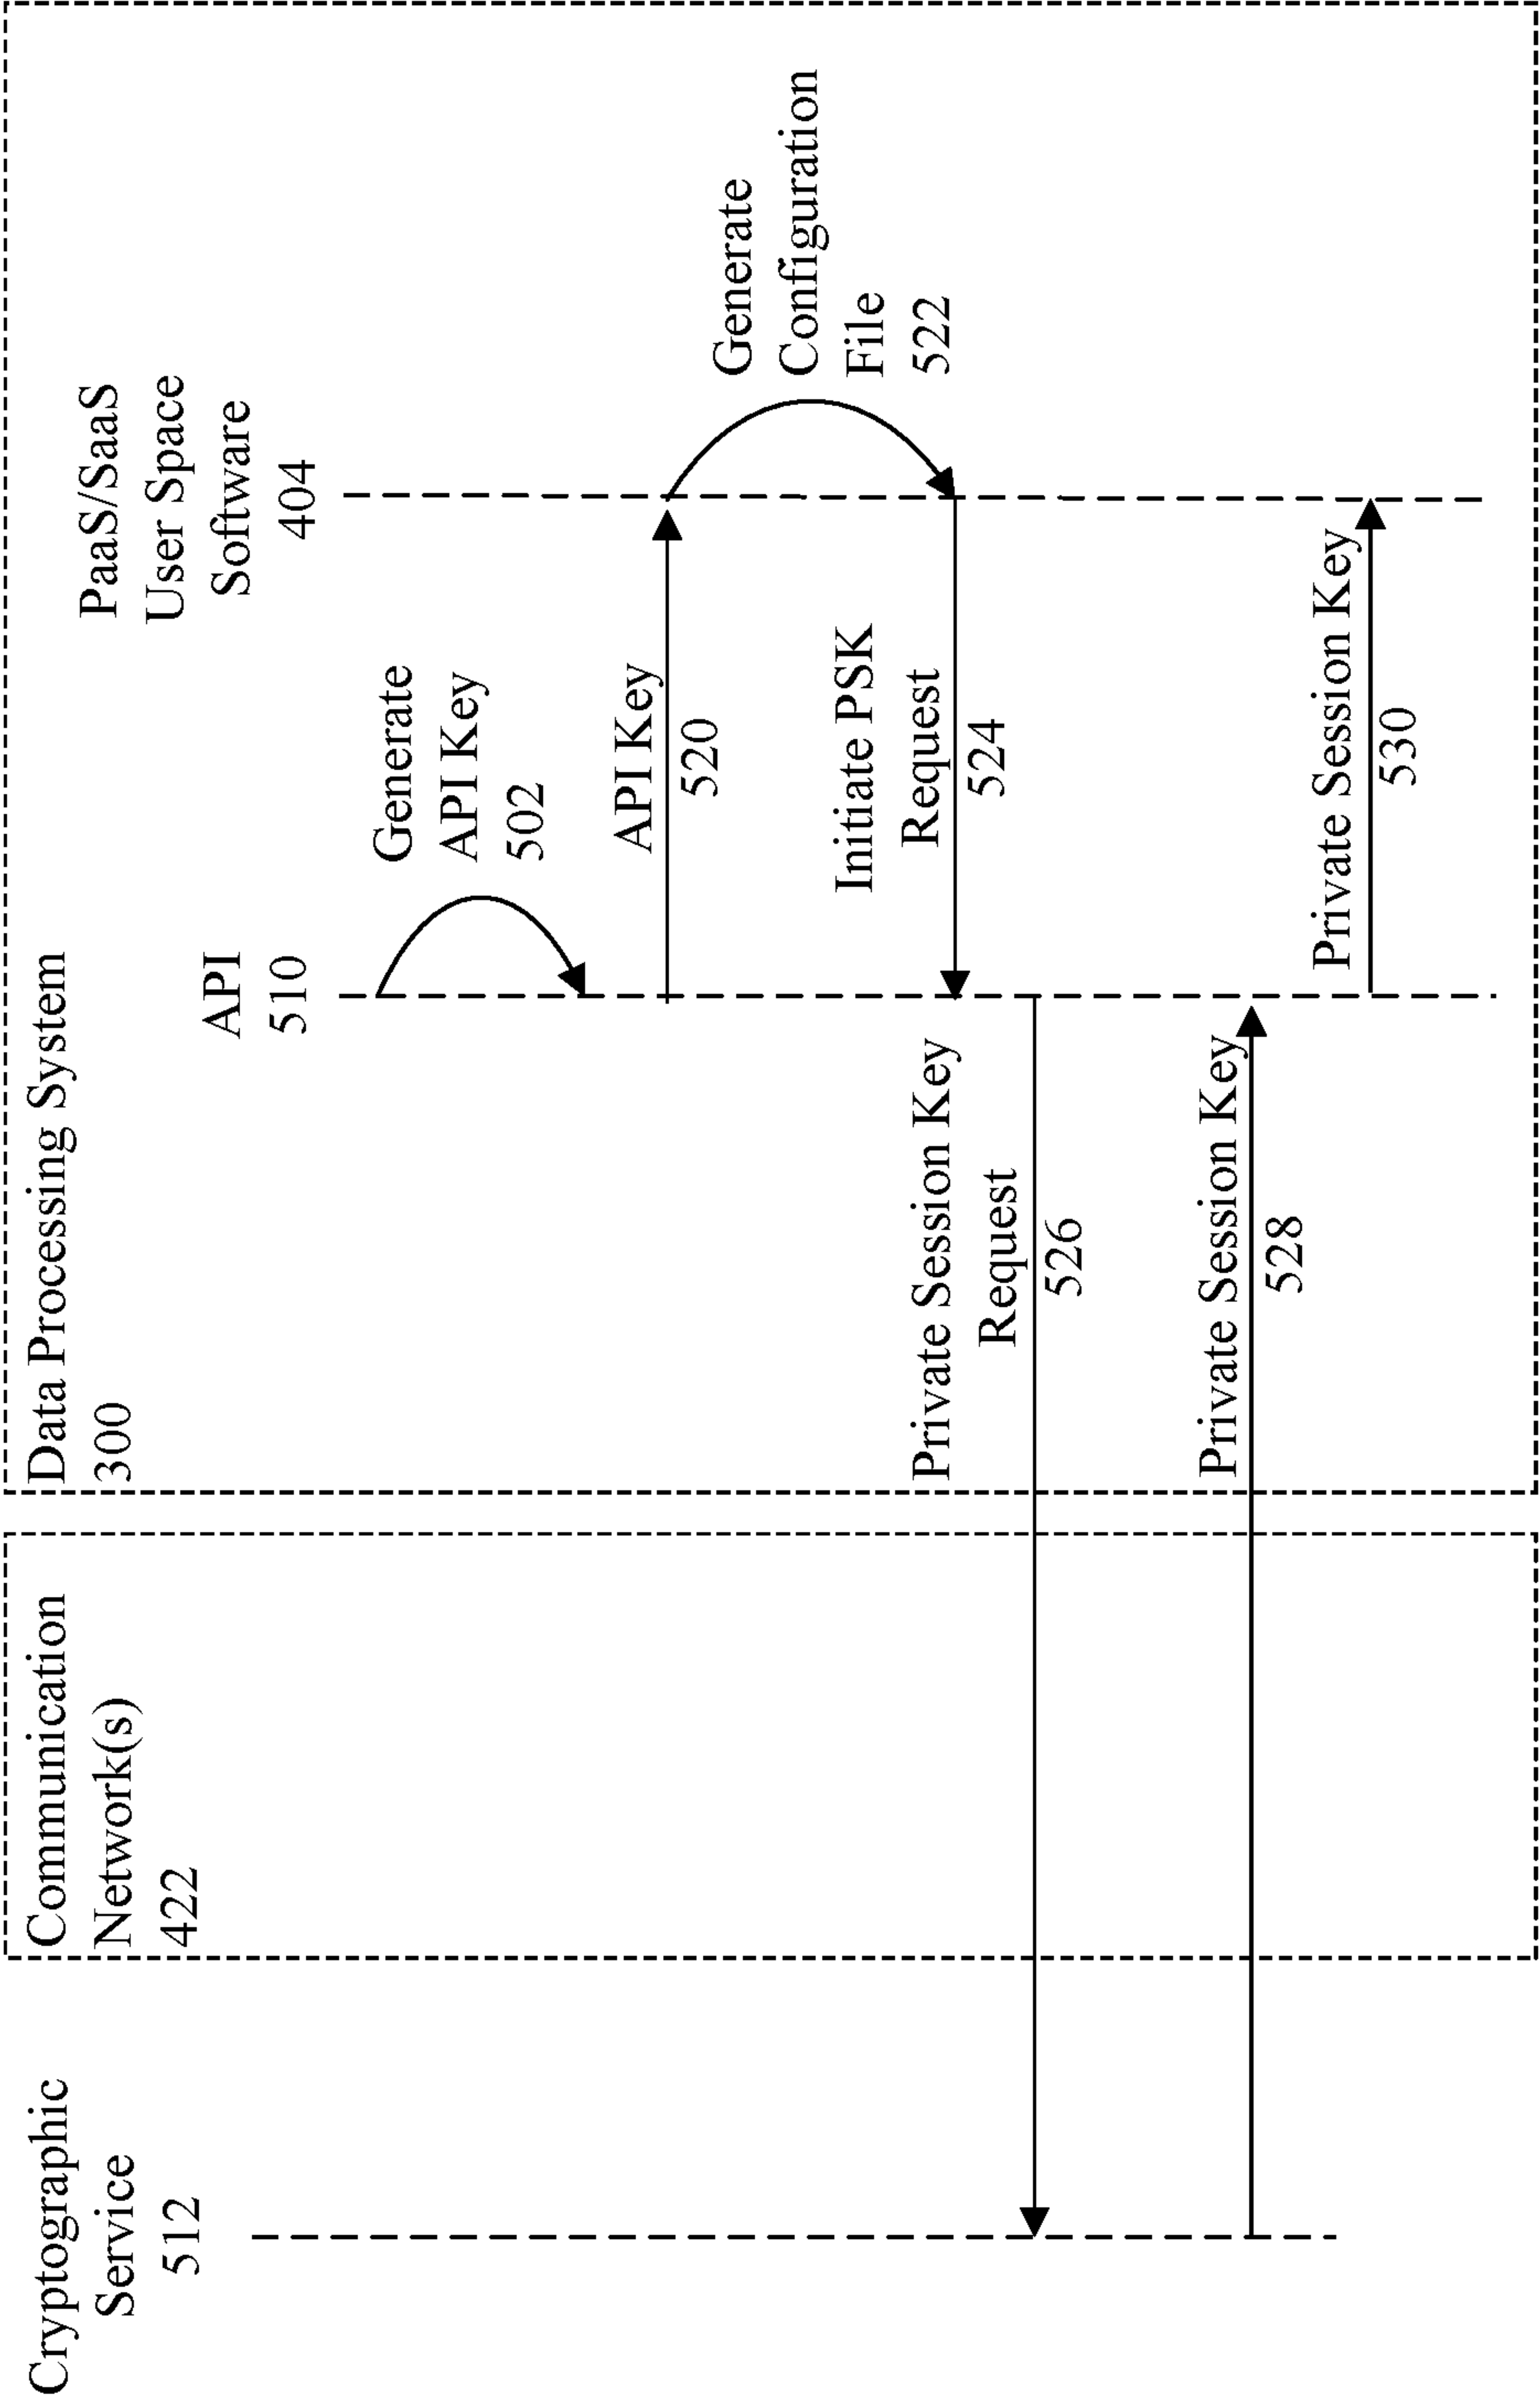 Cryptographic
Service
512
Communication
Network(s)
422
Data Processing System
300
API
510
PaaS/SaaS
User Space
Software
404
Generate
API Key
502
API Key
520
Generate
Configuration
File
522
Initiate PSK
Request
524
Private Session Key
Request
526
Private Session Key
528
Private Session Key
530